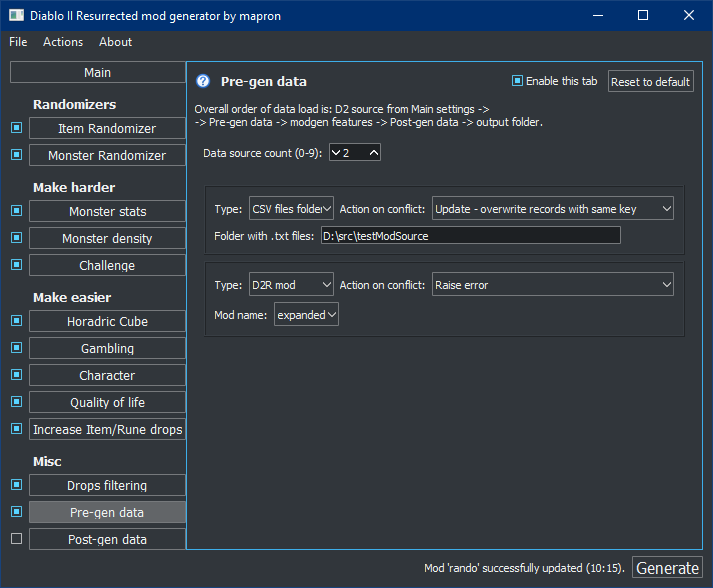 Diablo II Resurrected mod generator by mapron
File Actions About
Main
Randomizers
Item Randomizer
Monster Randomizer
Make harder
Monster stats
Monster density
Challenge
Make easier
Horadric Cube
Gambling
Character
Quality of life
Increase Item/Rune drops
Misc
Drops filtering
Pre-gen data
Post-gen data
? Pre-gen data
Enable this tab
Reset to default
Overall order of data load is: D2 source from Main settings ->
-> Pre-gen data -> modgen features -> Post-gen data -> output folder.
Data source count (0-9): 2
Type: CSV files folder Action on conflict: Update - overwrite records with same key
Folder with .txt files: D:\src\testModSource
Type: D2R mod Action on conflict: Raise error
Mod name: expanded
Mod 'rando' successfully updated (10:15). Generate